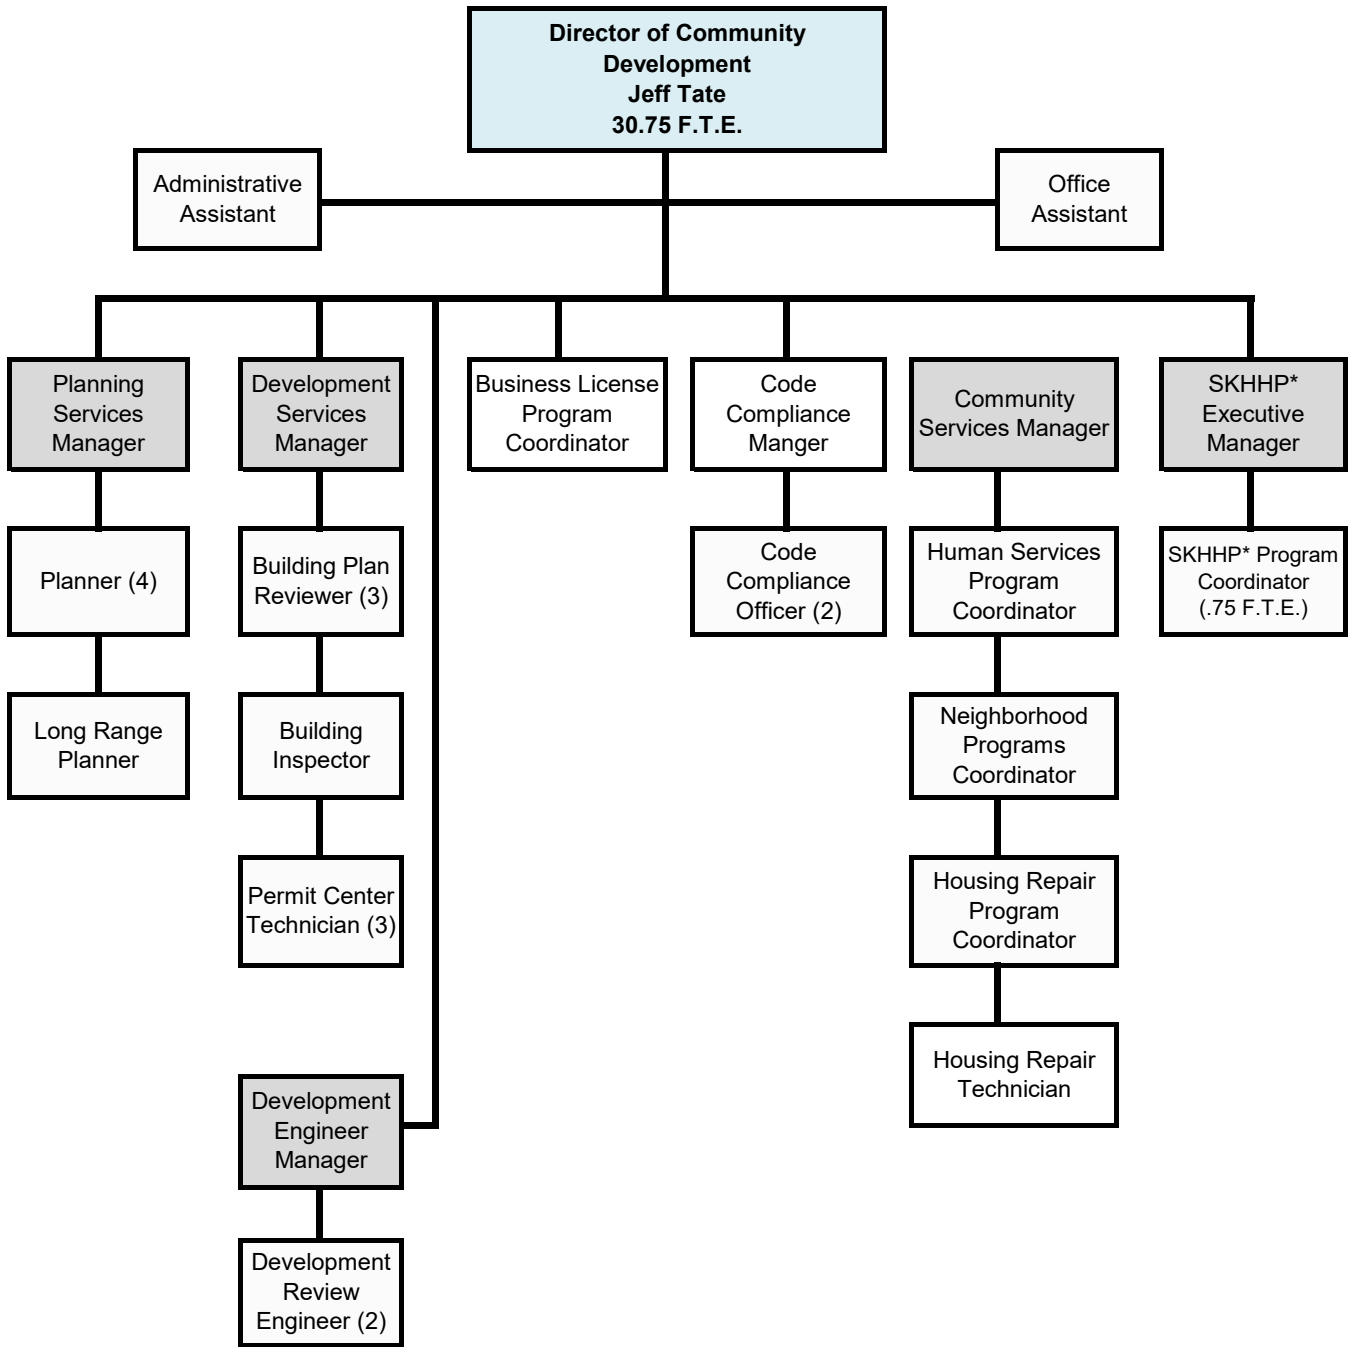 Director of Community
Development
Jeff Tate
30.75 F.T.E.
Administrative
Assistant
Office
Assistant
Planning
Services
Manager
Development
Services
Manager
Business License
Program
Coordinator
Code
Compliance
Manger
Community
Services Manager
SKHHP*
Executive
Manager
Planner (4)
Building Plan
Reviewer (3)
Code
Compliance
Officer (2)
Human Services
Program
Coordinator
SKHHP* Program
Coordinator
(.75 F.T.E.)
Long Range
Planner
Building
Inspector
Neighborhood
Programs
Coordinator
Permit Center
Technician (3)
Housing Repair
Program
Coordinator
Housing Repair
Technician
Development
Engineer
Manager
Development
Review
Engineer (2)